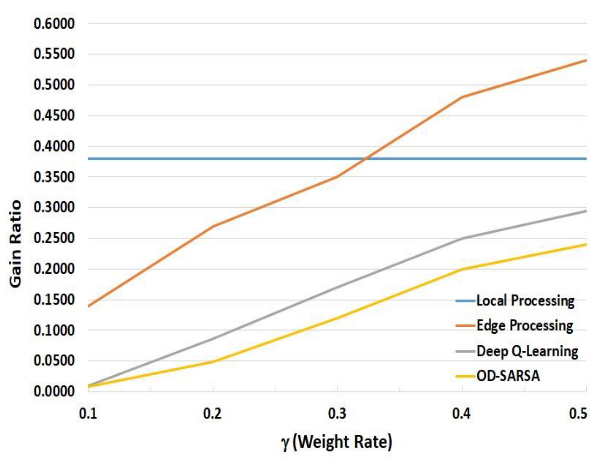 0.6000
0.5500
0.5000
0.4500
0.4000
0.3500
0.3000
0.2500
0.2000
0.1500
0.1000
0.0500
0.0000
Gain Ratio
Local Processing
Edge Processing
Deep Q-Learning
OD-SARSA
0.1 0.2 0.3 0.4 0.5
γ (Weight Rate)